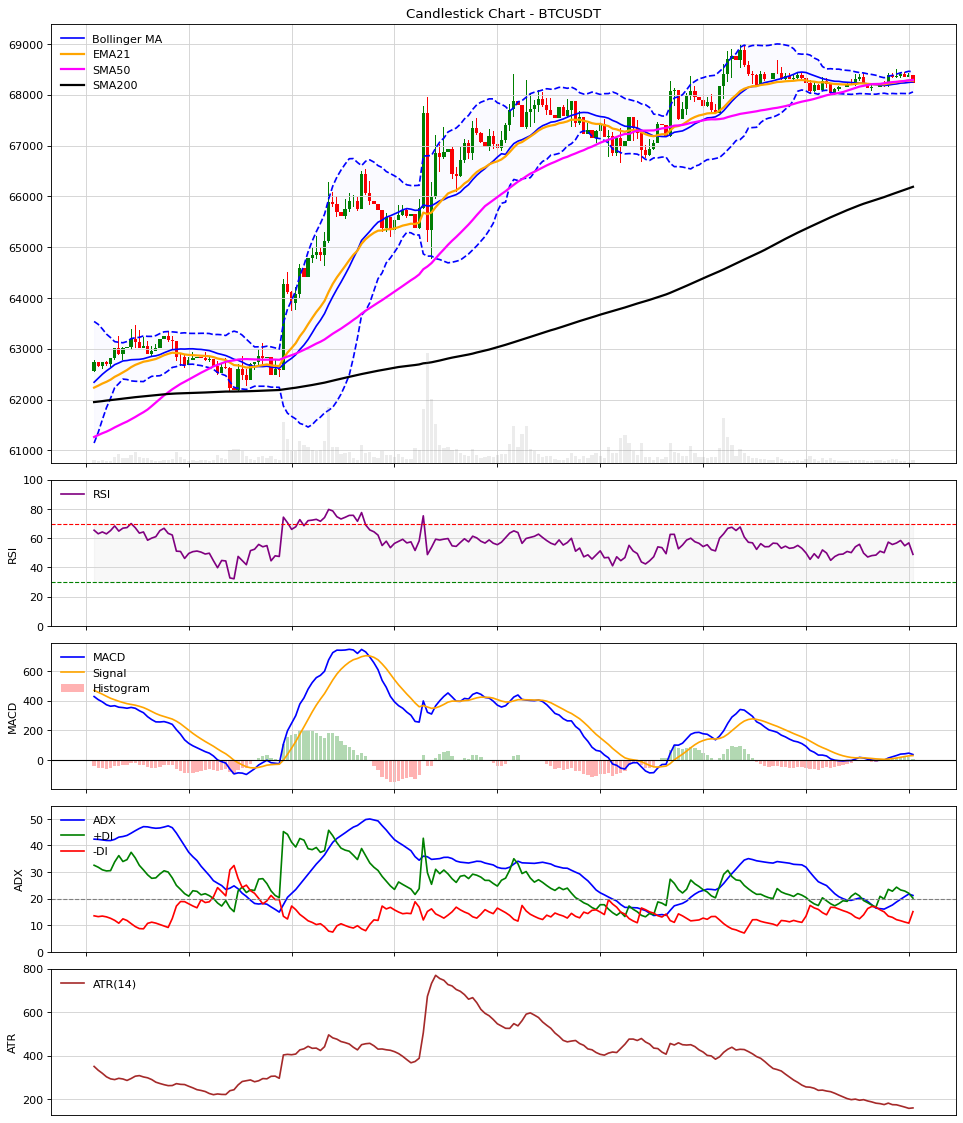 Candlestick Chart - BTCUSDT
Bollinger MA
EMA21
SMA50
SMA200
69000
68000
67000
66000
65000
64000
63000
62000
61000
RSI
RSI
100
80
60
40
20
0
MACD
Signal
Histogram
MACD
600
400
200
0
ADX
+DI
-DI
ADX
50
40
30
20
10
0
ATR(14)
ATR
800
600
400
200